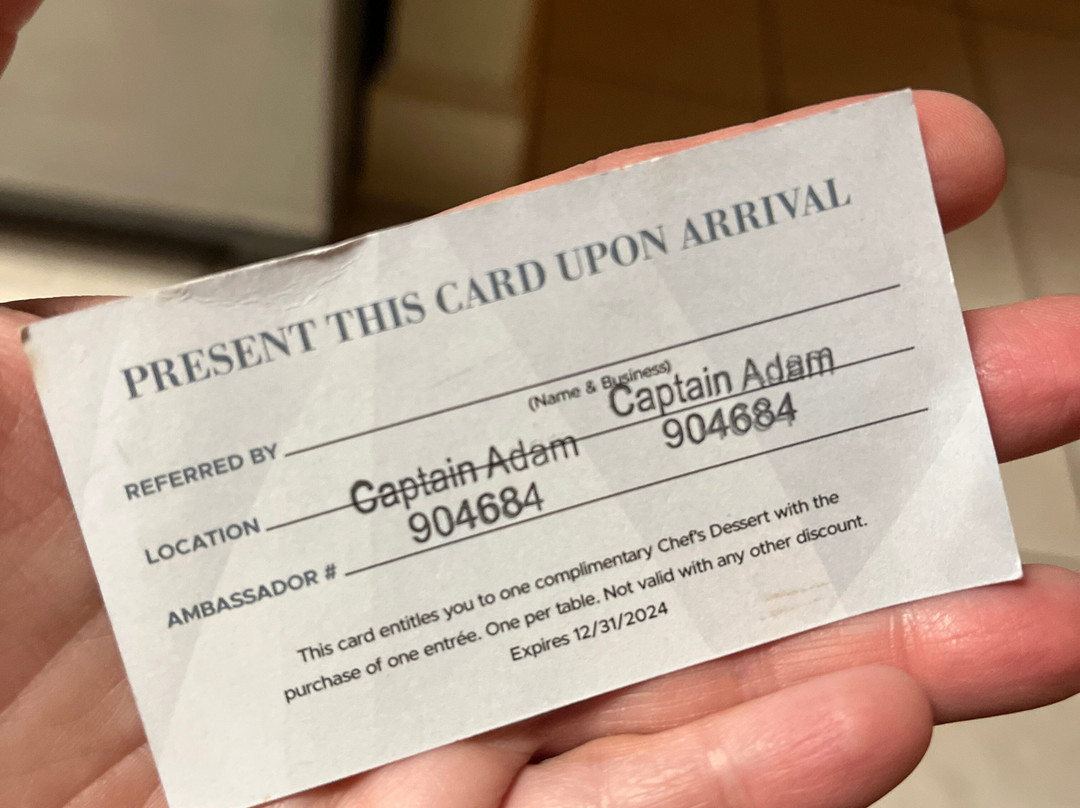 PRESENT THIS CARD UPON ARRIVAL
REFERRED BY
(Name & Business)
LOCATION Captain Adam Captain Adam
904684 904684
AMBASSADOR #
This card entitles you to one complimentary Chef's Dessert with the
purchase of one entrée. One per table. Not valid with any other discount.
Expires 12/31/2024